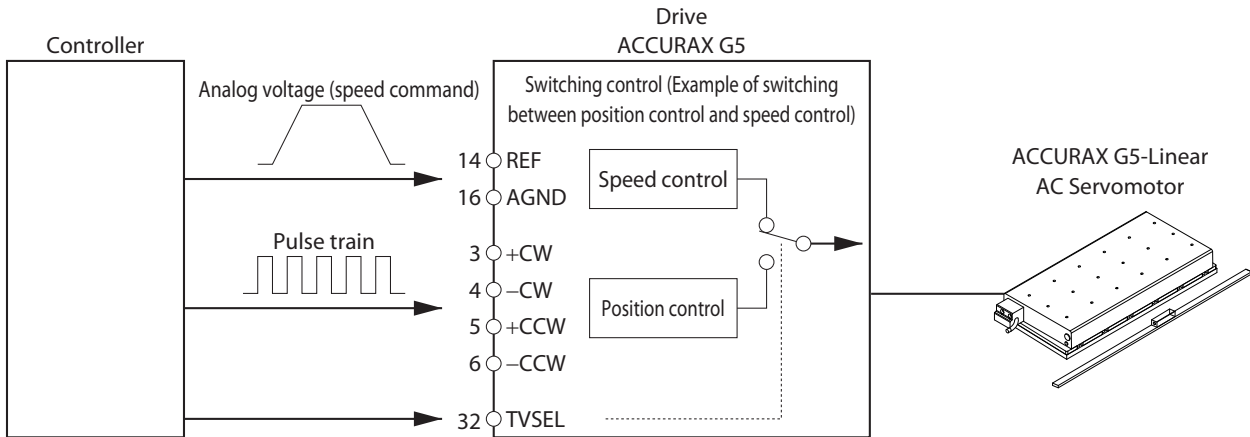 Drive
ACCURAX G5
Controller
Switching control (Example of switching
between position control and speed control)
Analog voltage (speed command)
14 REF
16 AGND
Speed control
ACCURAX G5-Linear
AC Servomotor
Pulse train
3 +CW
4 −CW
5 +CCW
6 −CCW
Position control
32 TVSEL